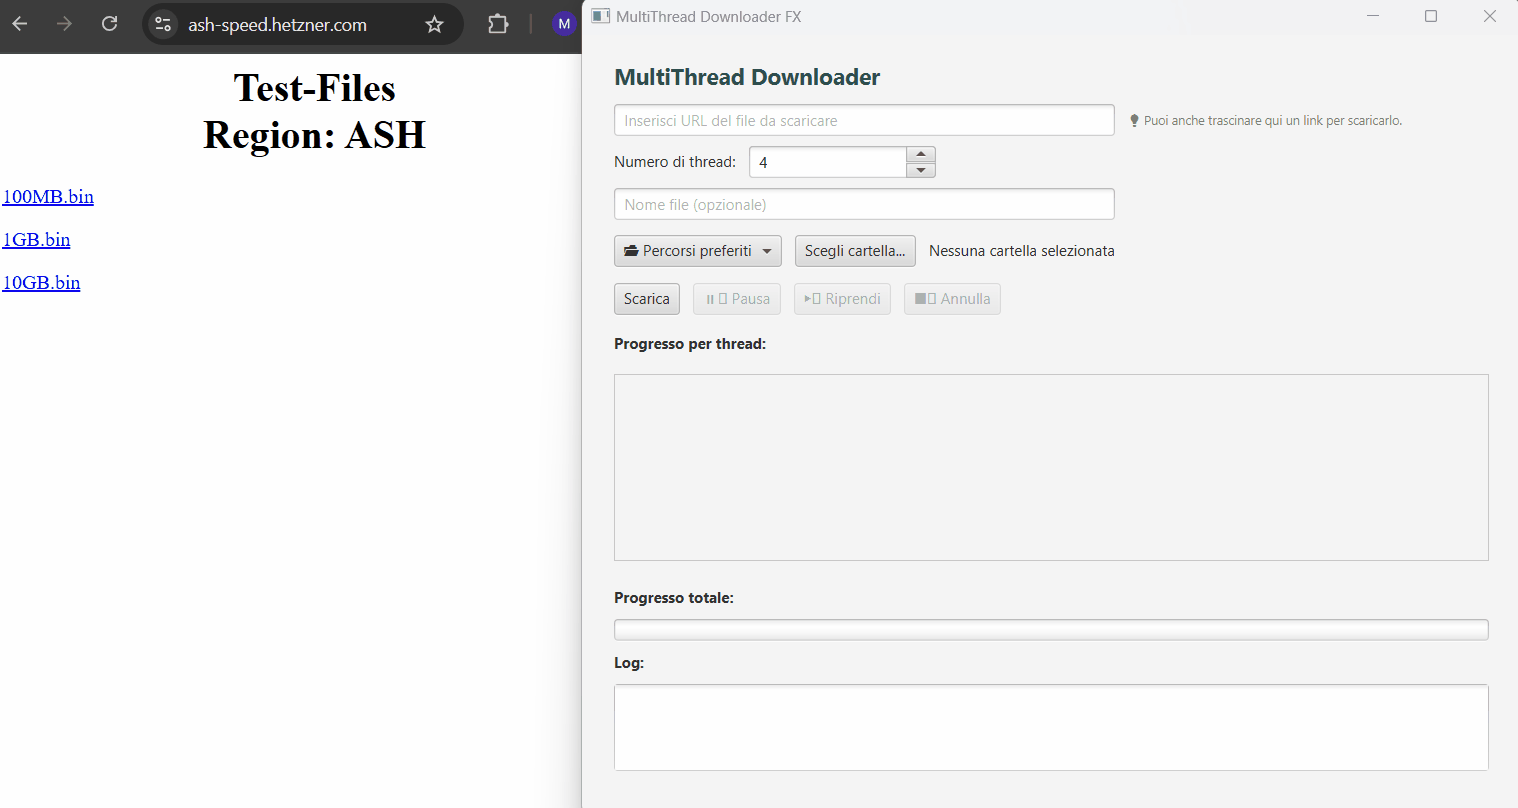 ash-speed.hetzner.com
M
Test-Files
Region: ASH
100MB.bin
1GB.bin
10GB.bin
MultiThread Downloader FX
MultiThread Downloader
Inserisci URL del file da scaricare
Puoi anche trascinare qui un link per scaricarlo.
Numero di thread:
4
Nome file (opzionale)
Percorsi preferiti
Scegli cartella...
Nessuna cartella selezionata
Scarica
Pausa
Riprendi
Annulla
Progresso per thread:
Progresso totale:
Log: